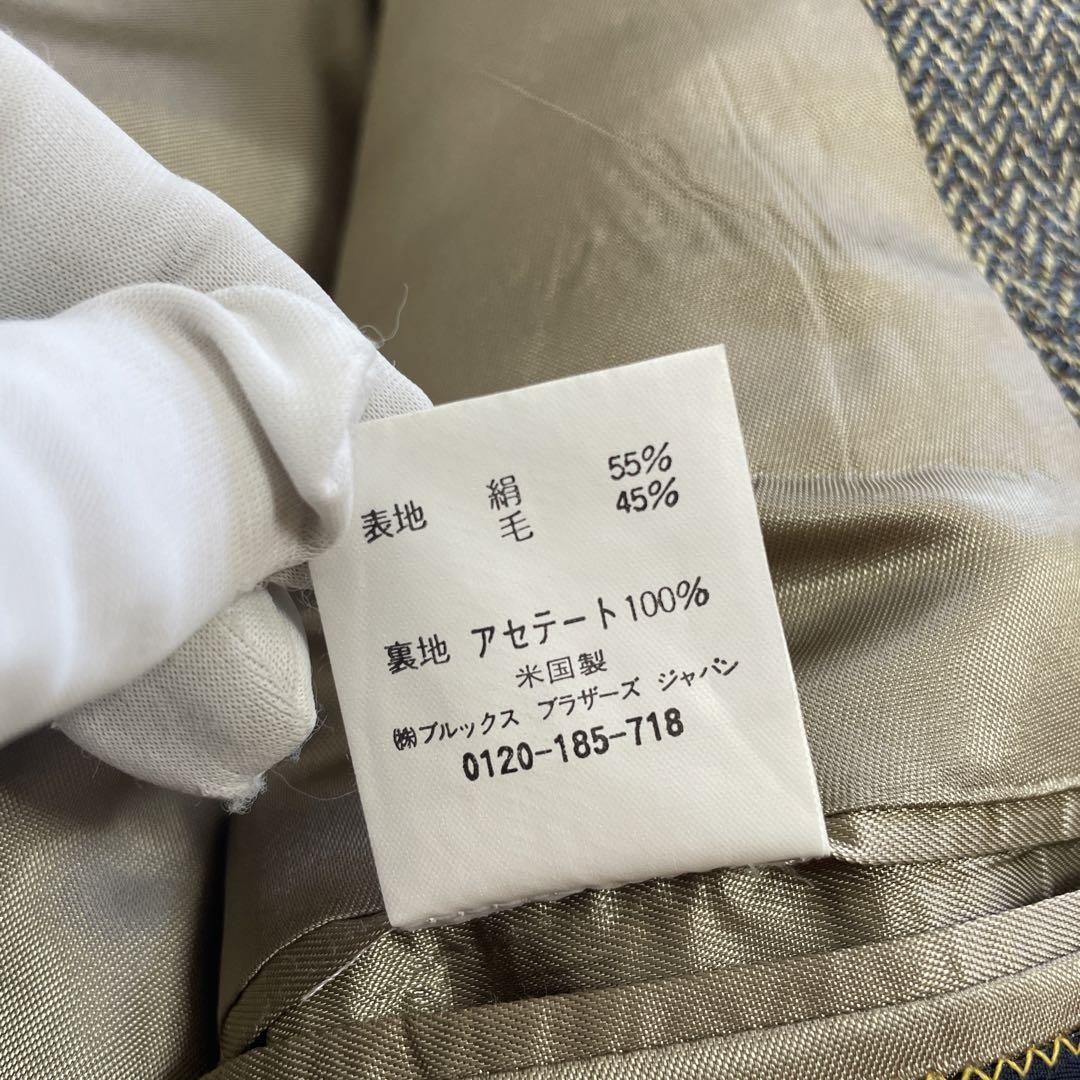 表地 絹 55%
毛 45%
裏地 アセテート100%
米国製
㈱ブルックス ブラザーズ ジャパン
0120-185-718